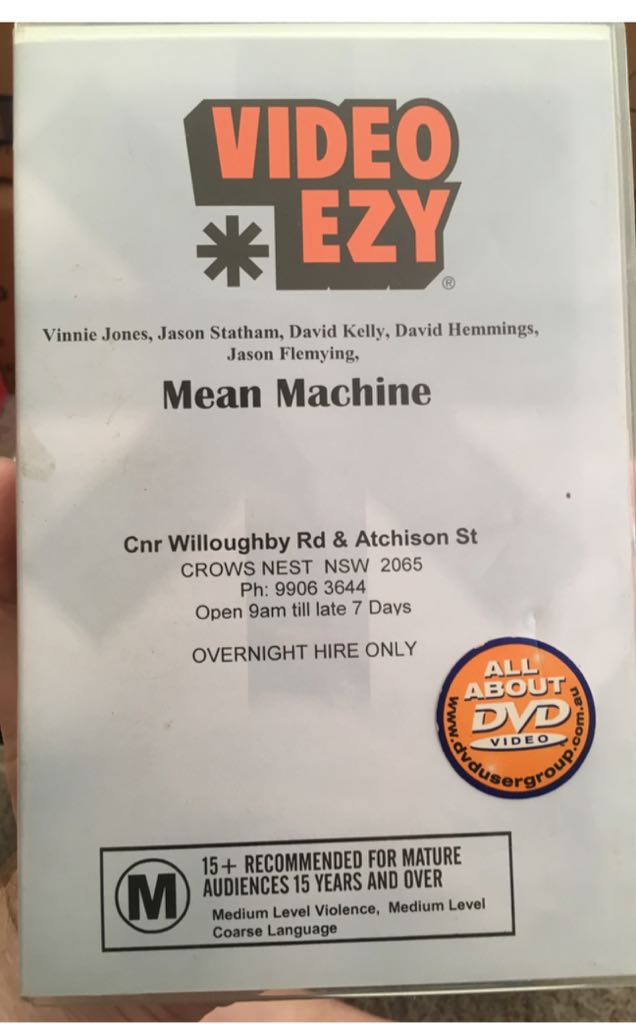 VIDEO
EZY
®
Vinnie Jones, Jason Statham, David Kelly, David Hemmings,
Jason Flemying,
Mean Machine
Cnr Willoughby Rd & Atchison St
CROWS NEST NSW 2065
Ph: 9906 3644
Open 9am till late 7 Days
OVERNIGHT HIRE ONLY
ALL
ABOUT
DVD
VIDEO
www.dvdusergroup.com.au
M
15+ RECOMMENDED FOR MATURE
AUDIENCES 15 YEARS AND OVER
Medium Level Violence, Medium Level
Coarse Language